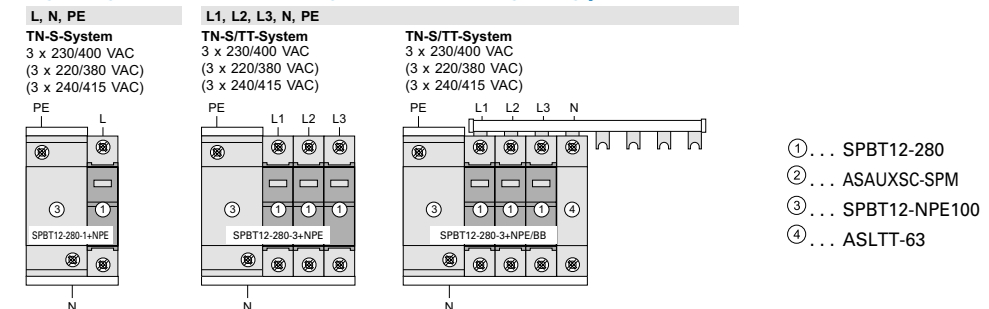 L, N, PE
L1, L2, L3, N, PE
TN-S-System
3 x 230/400 VAC
(3 x 220/380 VAC)
(3 x 240/415 VAC)
TN-S/TT-System
3 x 230/400 VAC
(3 x 220/380 VAC)
(3 x 240/415 VAC)
TN-S/TT-System
3 x 230/400 VAC
(3 x 220/380 VAC)
(3 x 240/415 VAC)
PE
L
3
1
SPBT12-280-1+NPE
N
PE
L1 L2 L3
3
1 1 1
SPBT12-280-3+NPE
N
PE
L1 L2 L3 N
3
1 1 1 4
SPBT12-280-3+NPE/BB
N
① . . . SPBT12-280
② . . . ASAUXSC-SPM
③ . . . SPBT12-NPE100
④ . . . ASLTT-63